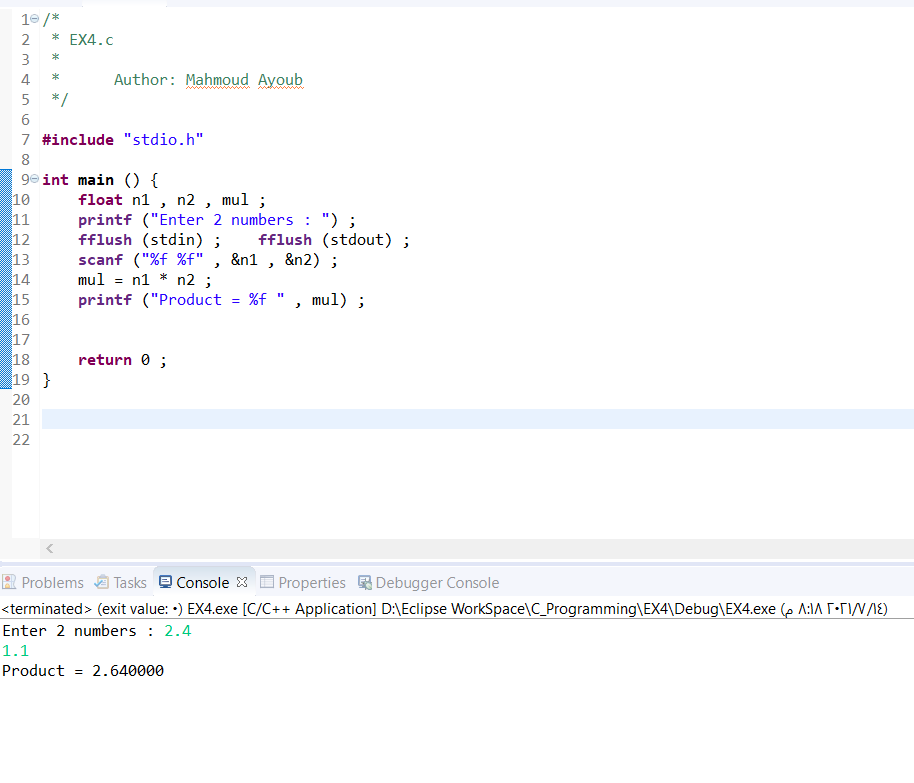 1 /*
2  * EX4.c
3  *
4  *      Author: Mahmoud Ayoub
5  */
6
7 #include "stdio.h"
8
9 int main () {
10     float n1 , n2 , mul ;
11     printf ("Enter 2 numbers : ") ;
12     fflush (stdin) ;    fflush (stdout) ;
13     scanf ("%f %f" , &n1 , &n2) ;
14     mul = n1 * n2 ;
15     printf ("Product = %f " , mul) ;
16
17
18     return 0 ;
19 }
20
21
22
Problems Tasks Console Properties Debugger Console
<terminated> (exit value: ٠) EX4.exe [C/C++ Application] D:\Eclipse WorkSpace\C_Programming\EX4\Debug\EX4.exe (م ٨:١٨ ٢٠٢١/٧/١٤)
Enter 2 numbers : 2.4
1.1
Product = 2.640000